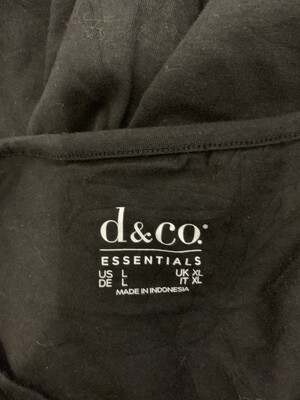 d&co.®
ESSENTIALS
US L UK XL
DE L IT XL
MADE IN INDONESIA